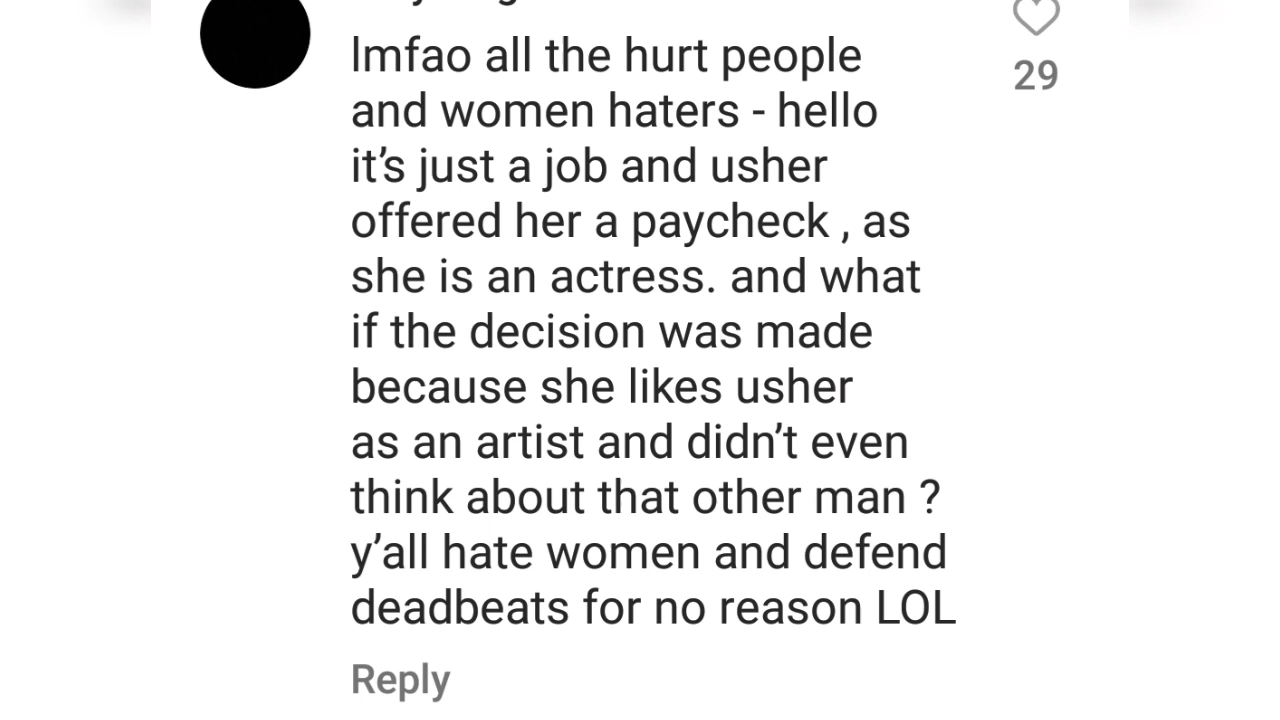 lmfao all the hurt people
29
and women haters - hello
it’s just a job and usher
offered her a paycheck , as
she is an actress. and what
if the decision was made
because she likes usher
as an artist and didn’t even
think about that other man ?
y’all hate women and defend
deadbeats for no reason LOL
Reply